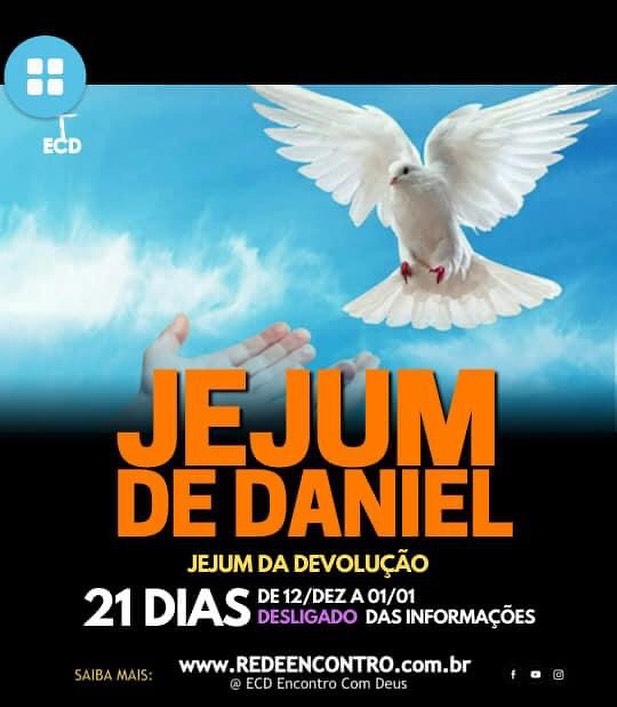 ECD
JEJUM
DE DANIEL
JEJUM DA DEVOLUÇÃO
21 DIAS
DE 12/DEZ A 01/01
DESLIGADO DAS INFORMAÇÕES
SAIBA MAIS:
www.REDEENCONTRO.com.br
@ ECD Encontro Com Deus